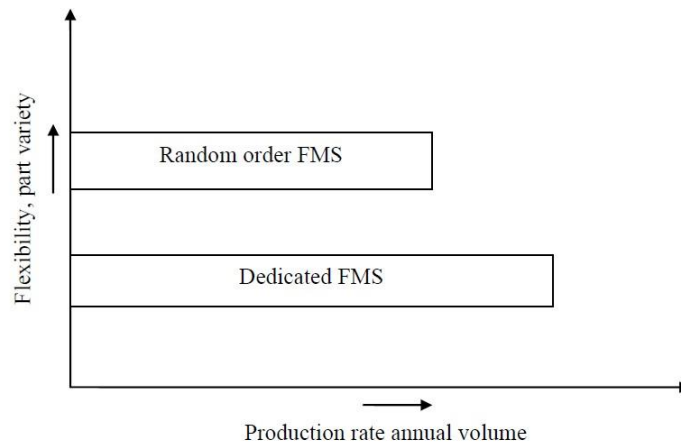 Flexibility, part variety
Random order FMS
Dedicated FMS
Production rate annual volume